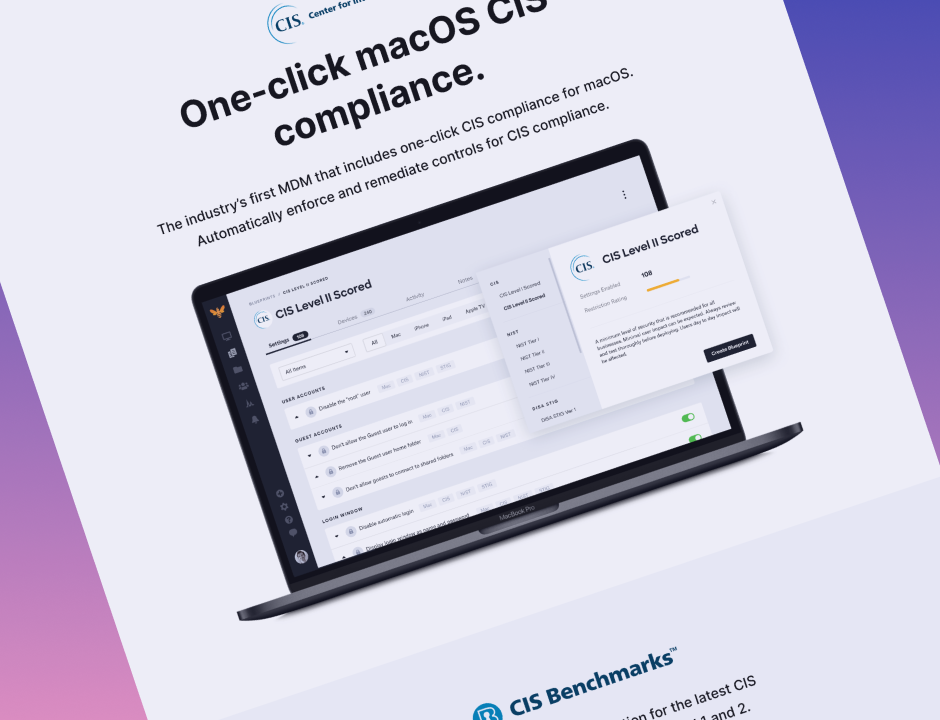 CIS. Center for
One-click macOS CIS
compliance.
The industry's first MDM that includes one-click CIS compliance for macOS.
Automatically enforce and remediate controls for CIS compliance.
BLUEPRINTS / CIS LEVEL II SCORED
CIS CIS Level II Scored
Settings 108 Devices 240 Activity Notes
All Items All Mac iPhone iPad Apple TV
USER ACCOUNTS
Disable the "root" user Mac CIS NIST STIG
GUEST ACCOUNTS
Don't allow the Guest user to log in Mac CIS NIST
Remove the Guest user home folder Mac CIS
Don't allow guests to connect to shared folders Mac CIS NIST
LOGIN WINDOW
Disable automatic login Mac CIS NIST STIG
Display login window as name and password
CIS
CIS Level I Scored
CIS Level II Scored
NIST
NIST Tier I
NIST Tier II
NIST Tier III
NIST Tier IV
DISA STIG
DISA STIG Ver 1
CIS. CIS Level II Scored
Settings Enabled 108
Restriction Rating
A minimum level of security that is recommended for all
businesses. Minimal user impact can be expected. Always review
and test thoroughly before deploying. Users day to day impact will
be affected.
Create Blueprint
MacBook Pro
CIS Benchmarks™
for the latest CIS
1 and 2.